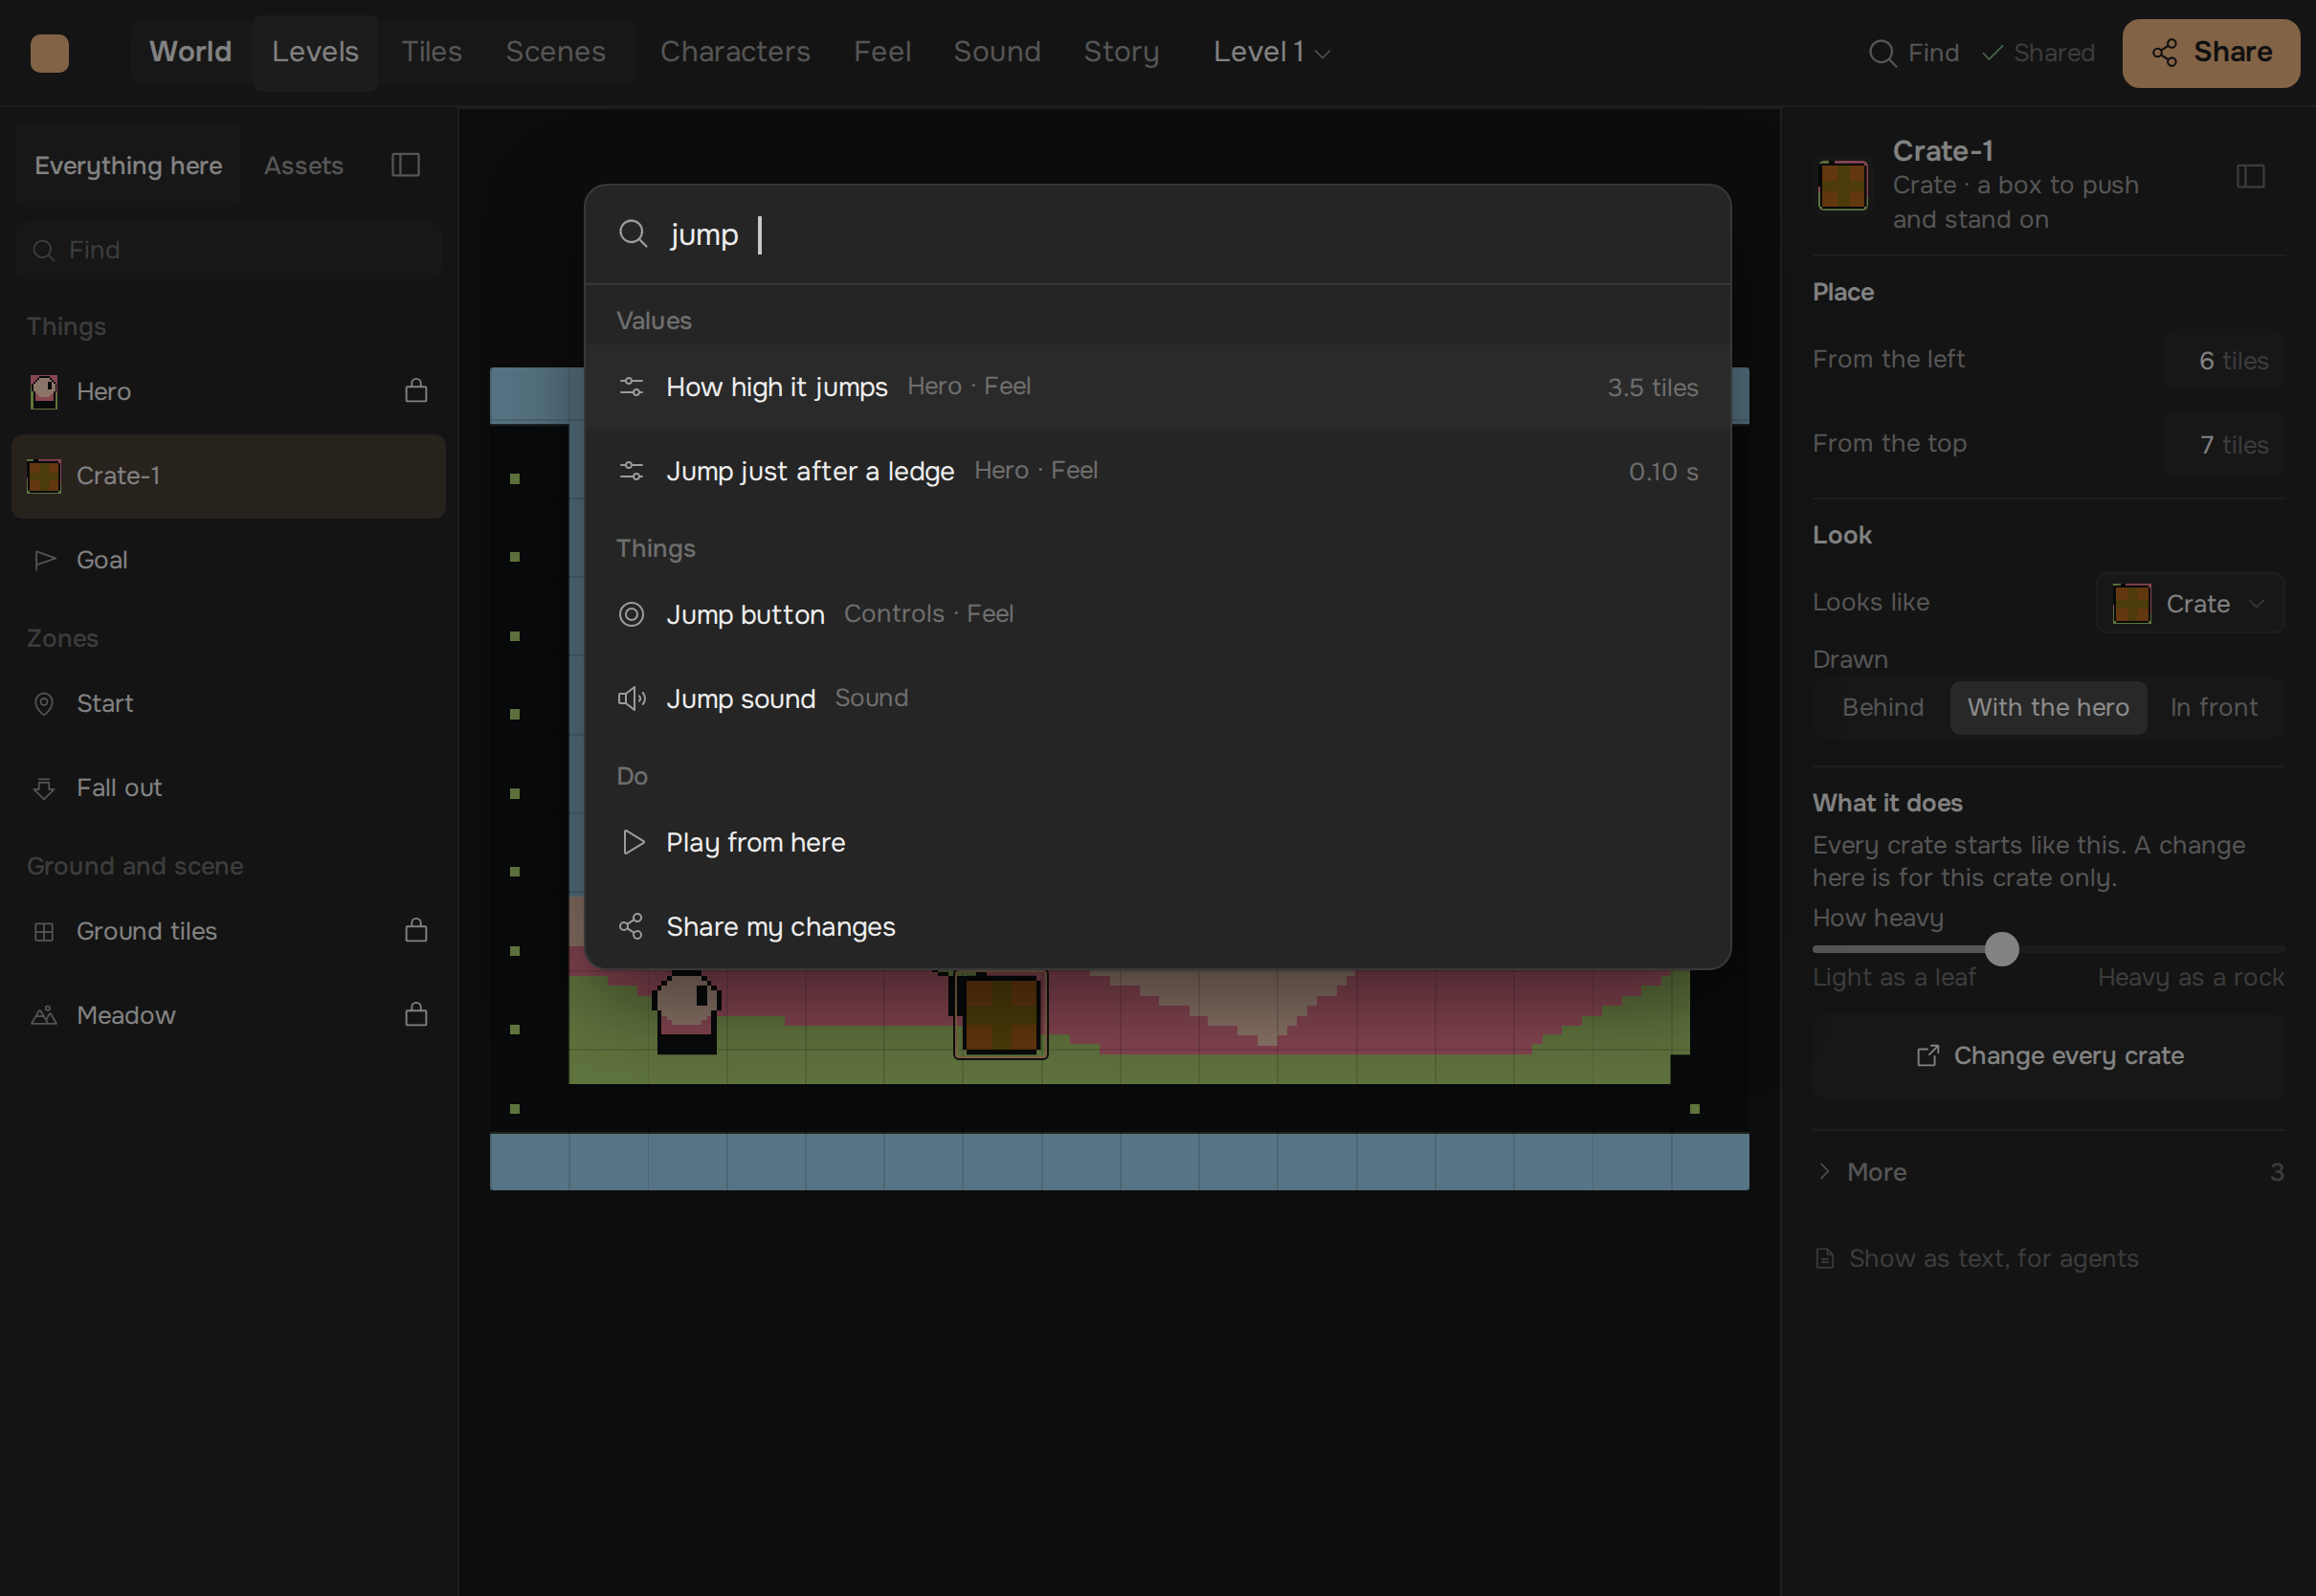 World
Levels
Tiles
Scenes
Characters
Feel
Sound
Story
Level 1
Find
Shared
Share
Everything here
Assets
Find
Things
Hero
Crate-1
Goal
Zones
Start
Fall out
Ground and scene
Ground tiles
Meadow
jump
Values
How high it jumps Hero · Feel 3.5 tiles
Jump just after a ledge Hero · Feel 0.10 s
Things
Jump button Controls · Feel
Jump sound Sound
Do
Play from here
Share my changes
Crate-1
Crate · a box to push
and stand on
Place
From the left 6 tiles
From the top 7 tiles
Look
Looks like Crate
Drawn
Behind With the hero In front
What it does
Every crate starts like this. A change
here is for this crate only.
How heavy
Light as a leaf Heavy as a rock
Change every crate
More 3
Show as text, for agents